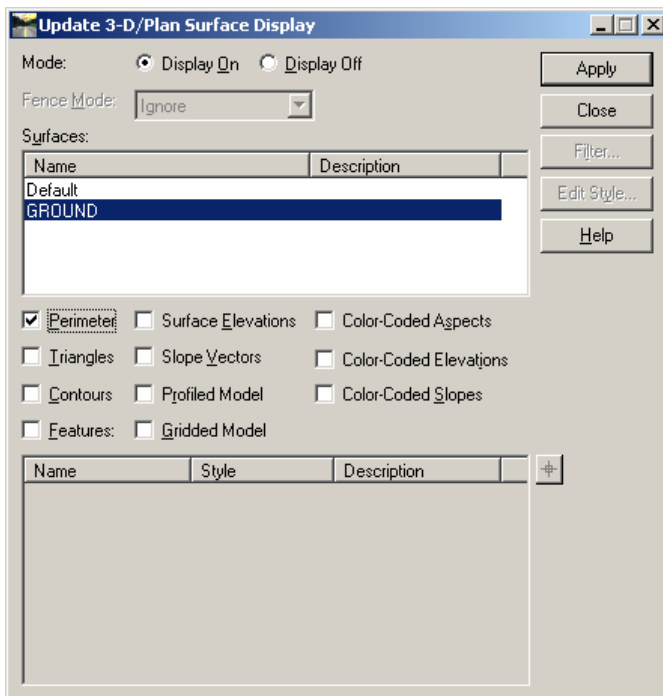 Update 3-D/Plan Surface Display
Mode: Display On Display Off
Apply
Fence Mode: Ignore
Close
Surfaces:
Filter...
Name Description
Default
Edit Style...
GROUND
Help
Perimeter Surface Elevations Color-Coded Aspects
Triangles Slope Vectors Color-Coded Elevations
Contours Profiled Model Color-Coded Slopes
Features: Gridded Model
Name Style Description